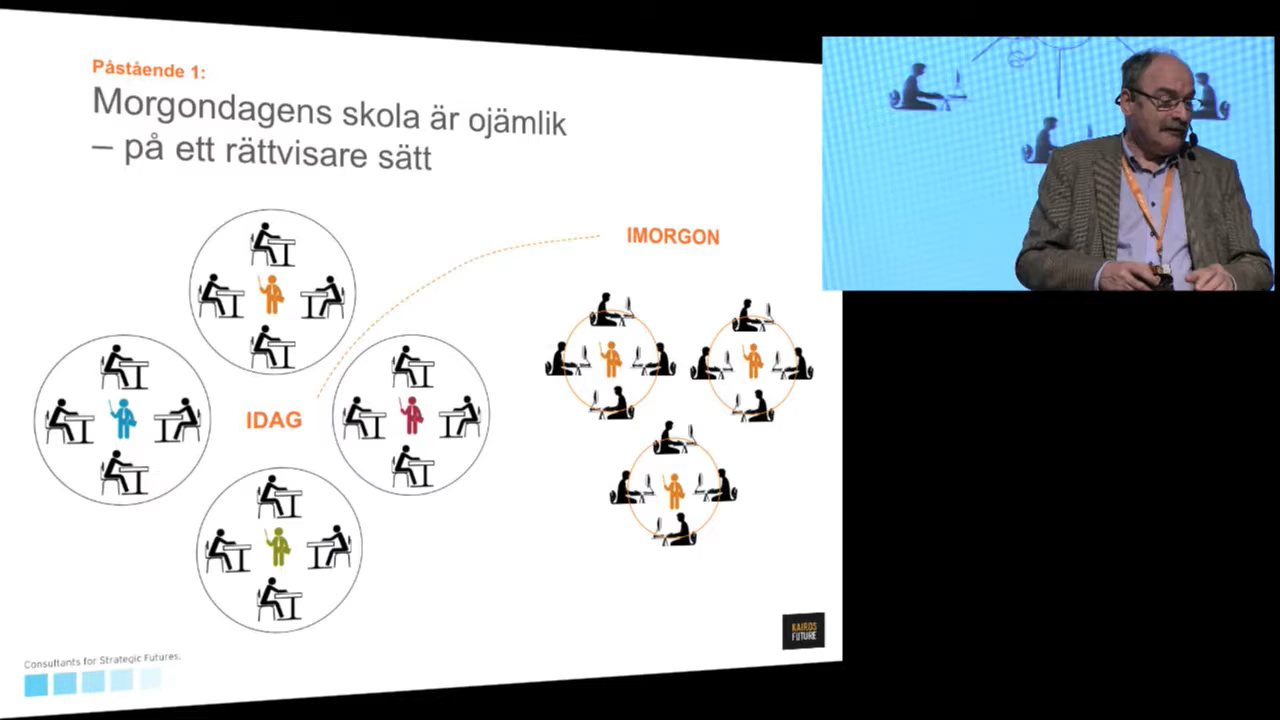 Påstående 1:
Morgondagens skola är ojämlik
– på ett rättvisare sätt
IMORGON
IDAG
KAIROS
FUTURE
Consultants for Strategic Futures.